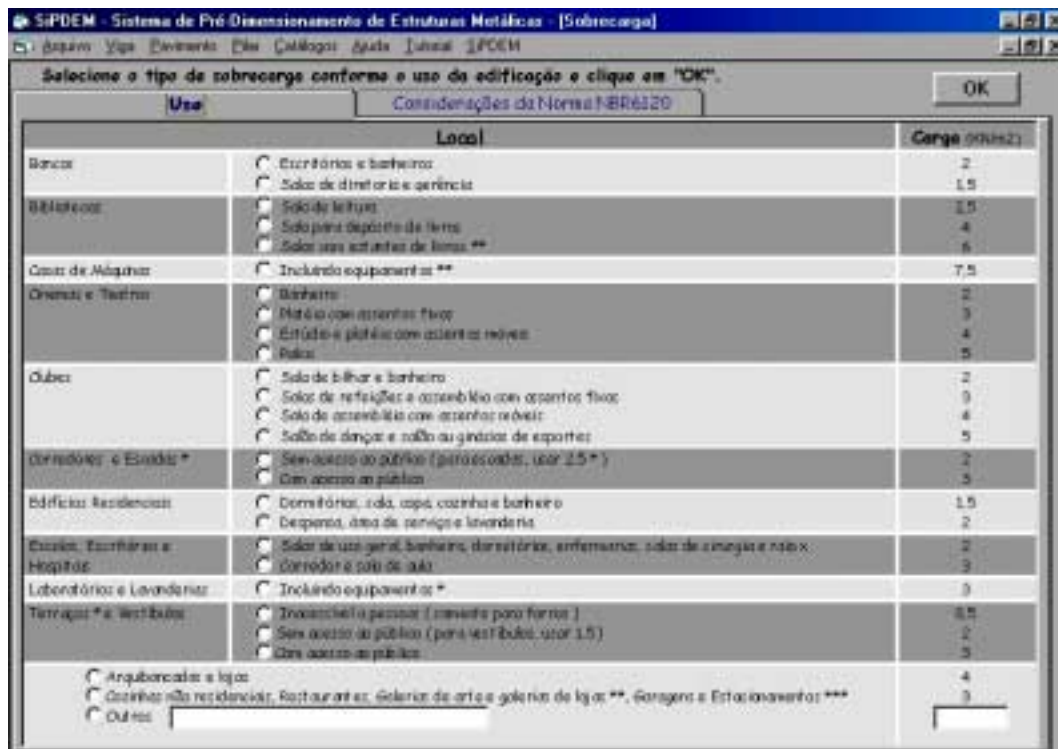 SiPDEM - Sistema de Pré-Dimensionamento de Estruturas Metálicas - [Sobrecarga]
Arquivo Viga Pavimento Pilar Catálogos Ajuda Tutorial SiPDEM
Selecione o tipo de sobrecarga conforme o uso da edificação e clique em "OK".
OK
Uso Considerações da Norma NBR6120
Local Carga (KN/m2)
Bancos Escritórios e banheiros 2
Salas de diretoria e gerência 1,5
Bibliotecas Sala de leitura 2,5
Sala para depósito de livros 4
Salas com estantes de livros ** 6
Casas de Máquinas Incluindo equipamentos ** 7,5
Cinemas e Teatros Banheiro 2
Platéia com assentos fixos 3
Estúdio e platéia com assentos móveis 4
Palco 5
Clubes Sala de bilhar e banheiro 2
Salas de refeições e assembléia com assentos fixos 3
Sala de assembléia com assentos móveis 4
Salão de danças e salão ou ginásios de esportes 5
Corredores e Escadas * Sem acesso ao público (para escadas, usar 2.5 *) 2
Com acesso ao público 3
Edifícios Residenciais Dormitórios, sala, copa, cozinha e banheiro 1,5
Despensa, área de serviço e lavanderia 2
Escolas, Escritórios e Salas de uso geral, banheiro, dormitórios, enfermarias, salas de cirurgia e raio x 2
Hospitais Corredor e sala de aula 3
Laboratórios e Lavanderias Incluindo equipamentos * 3
Terraços * e Vestíbulos Inacessível a pessoas (somente para forros) 0,5
Sem acesso ao público (para vestíbulos, usar 1.5) 2
Com acesso ao público 3
Arquibancadas e lojas 4
Cozinhas não residenciais, Restaurantes, Galerias de arte e galerias de lojas **, Garagens e Estacionamentos *** 3
Outros